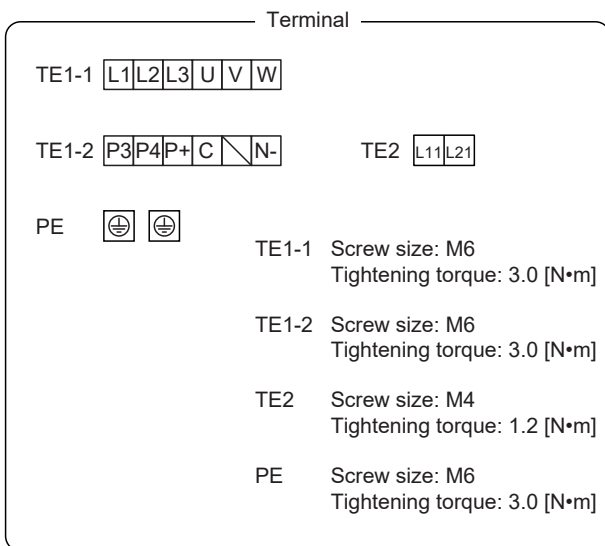 Terminal
TE1-1 L1 L2 L3 U V W
TE1-2 P3 P4 P+ C N- TE2 L11 L21
PE
TE1-1 Screw size: M6
Tightening torque: 3.0 [N•m]
TE1-2 Screw size: M6
Tightening torque: 3.0 [N•m]
TE2 Screw size: M4
Tightening torque: 1.2 [N•m]
PE Screw size: M6
Tightening torque: 3.0 [N•m]